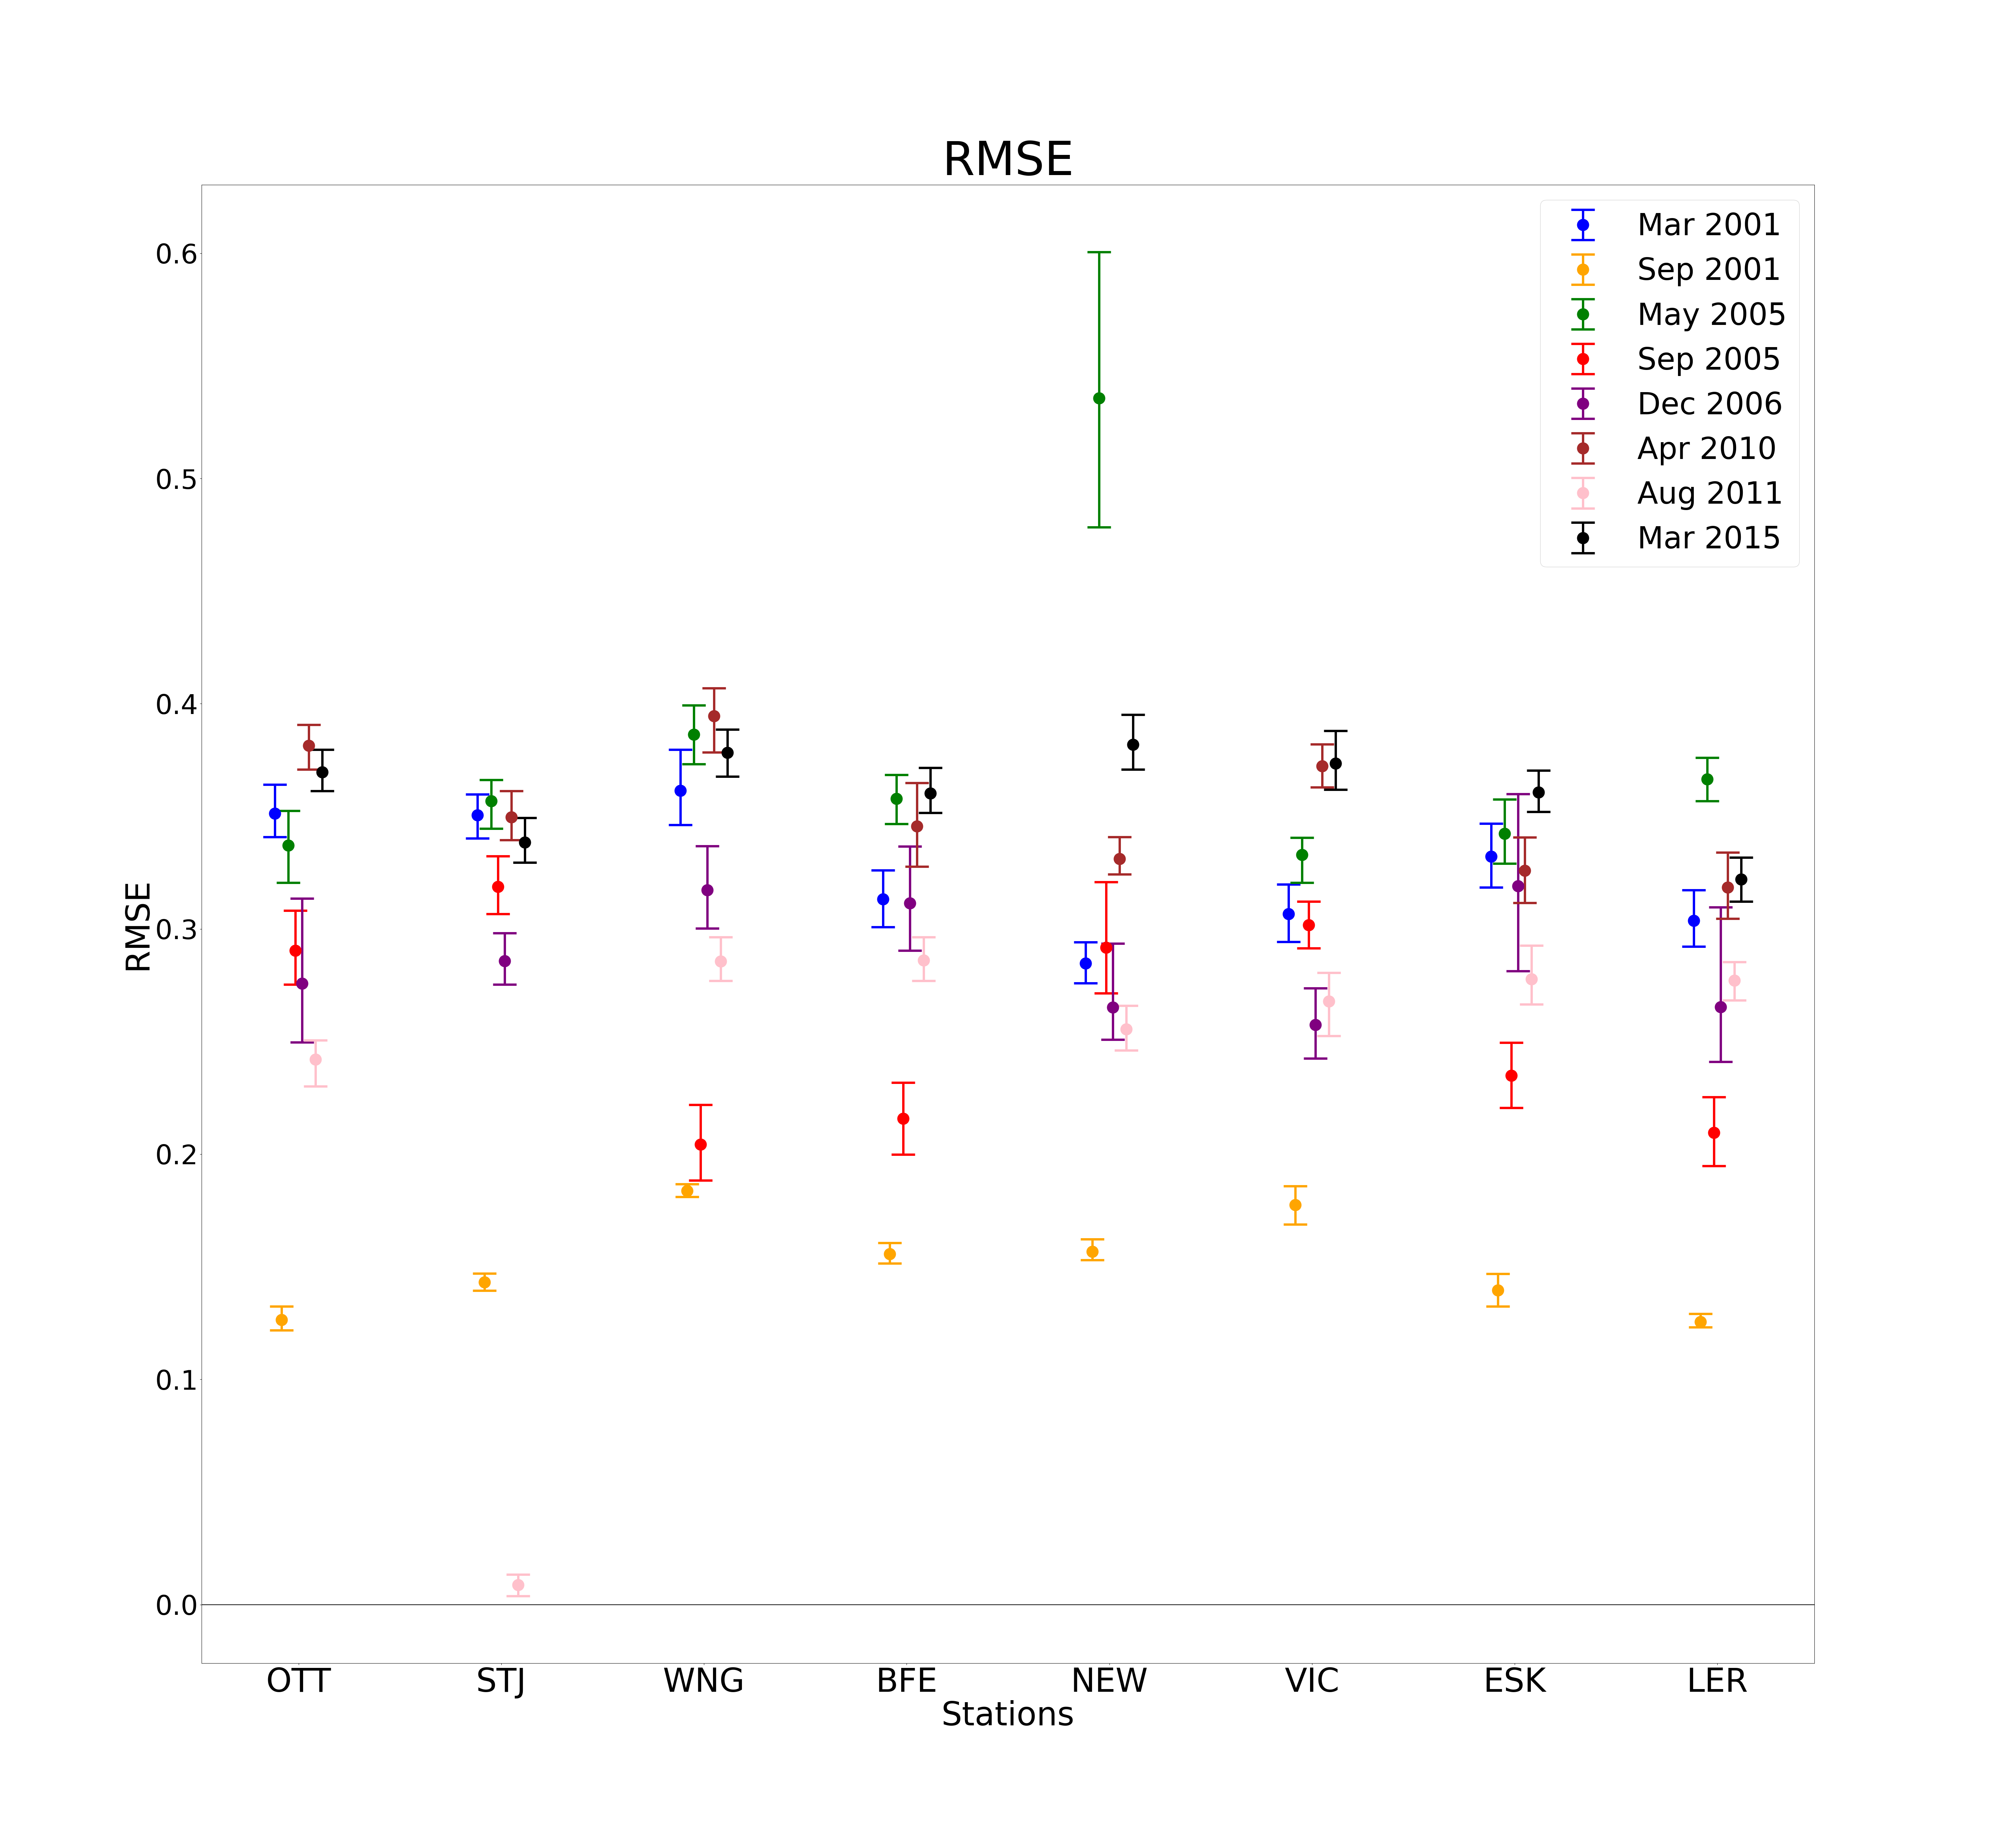 RMSE
Mar 2001
Sep 2001
May 2005
Sep 2005
Dec 2006
Apr 2010
Aug 2011
Mar 2015
RMSE
0.6
0.5
0.4
0.3
0.2
0.1
0.0
OTT STJ WNG BFE NEW VIC ESK LER
Stations